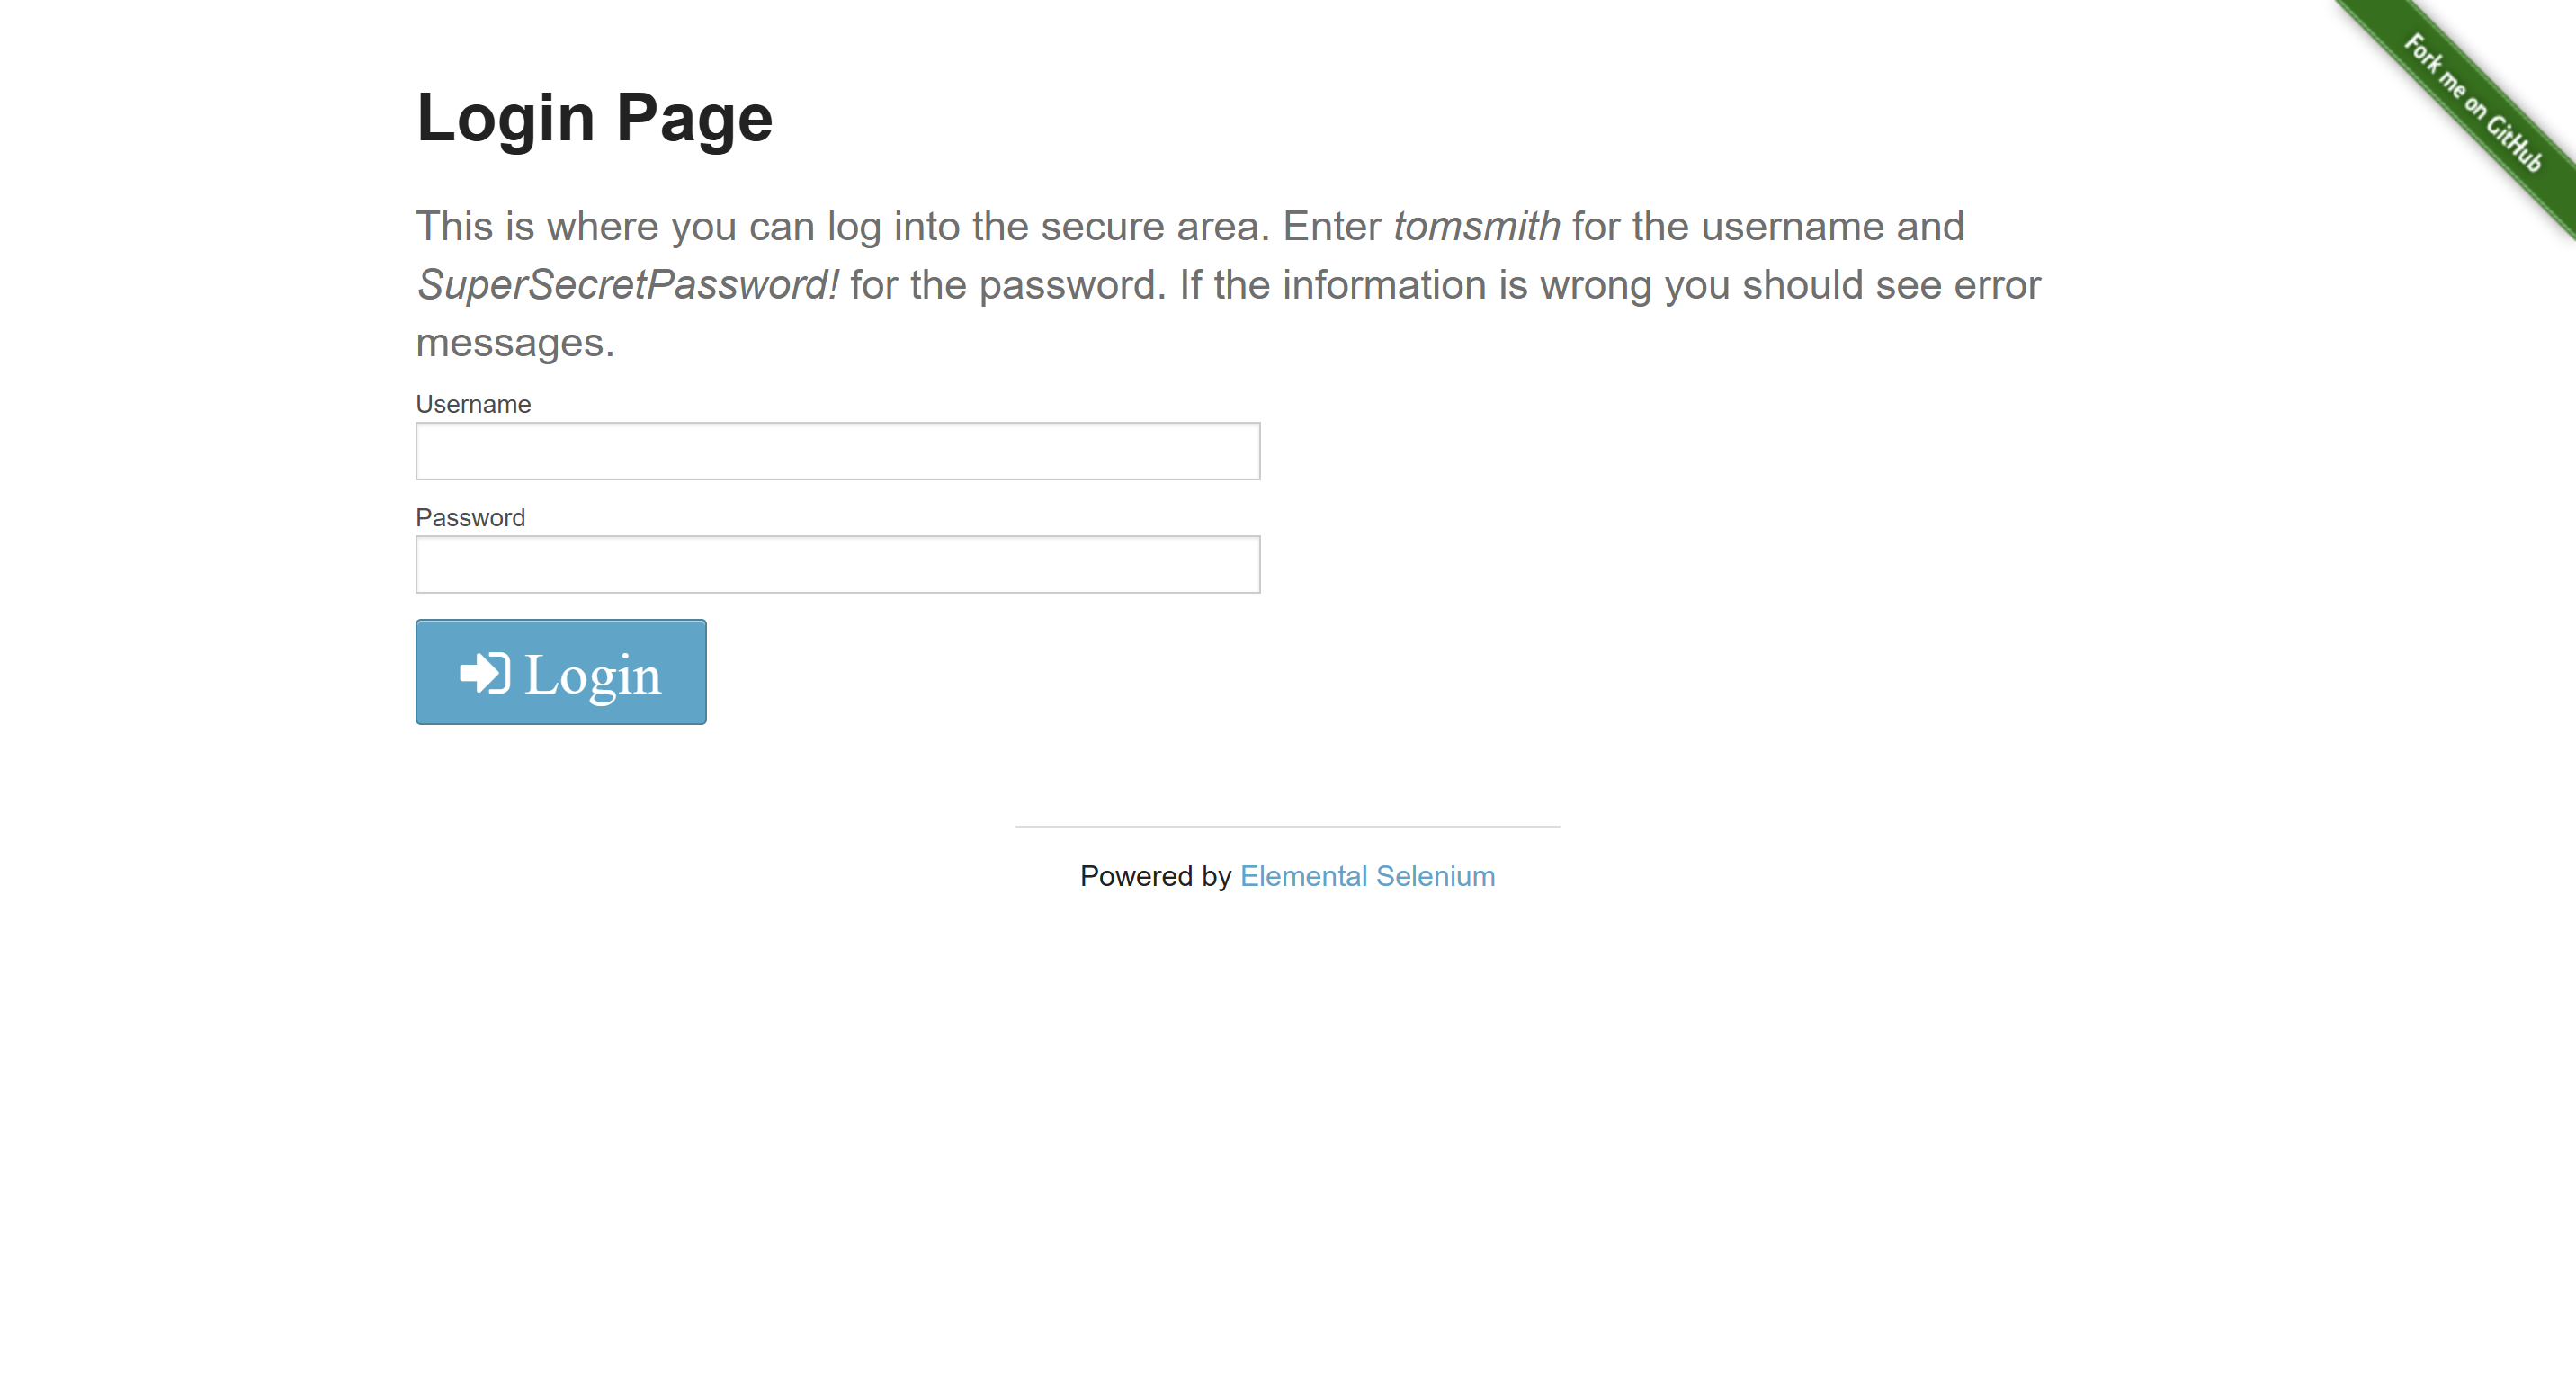 Fork me on GitHub
Login Page
This is where you can log into the secure area. Enter tomsmith for the username and
SuperSecretPassword! for the password. If the information is wrong you should see error
messages.
Username
Password
Login
Powered by Elemental Selenium